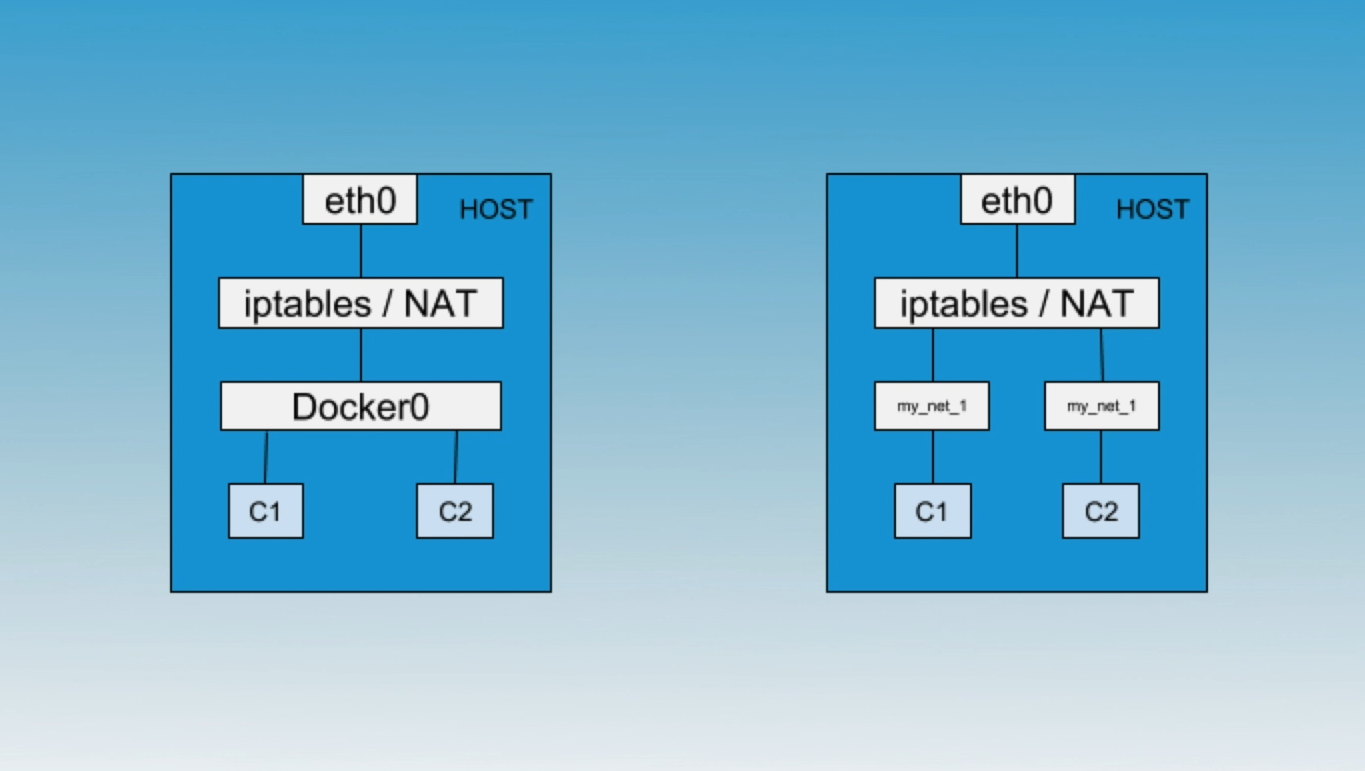 eth0
HOST
iptables / NAT
Docker0
C1
C2
eth0
HOST
iptables / NAT
my_net_1
my_net_1
C1
C2